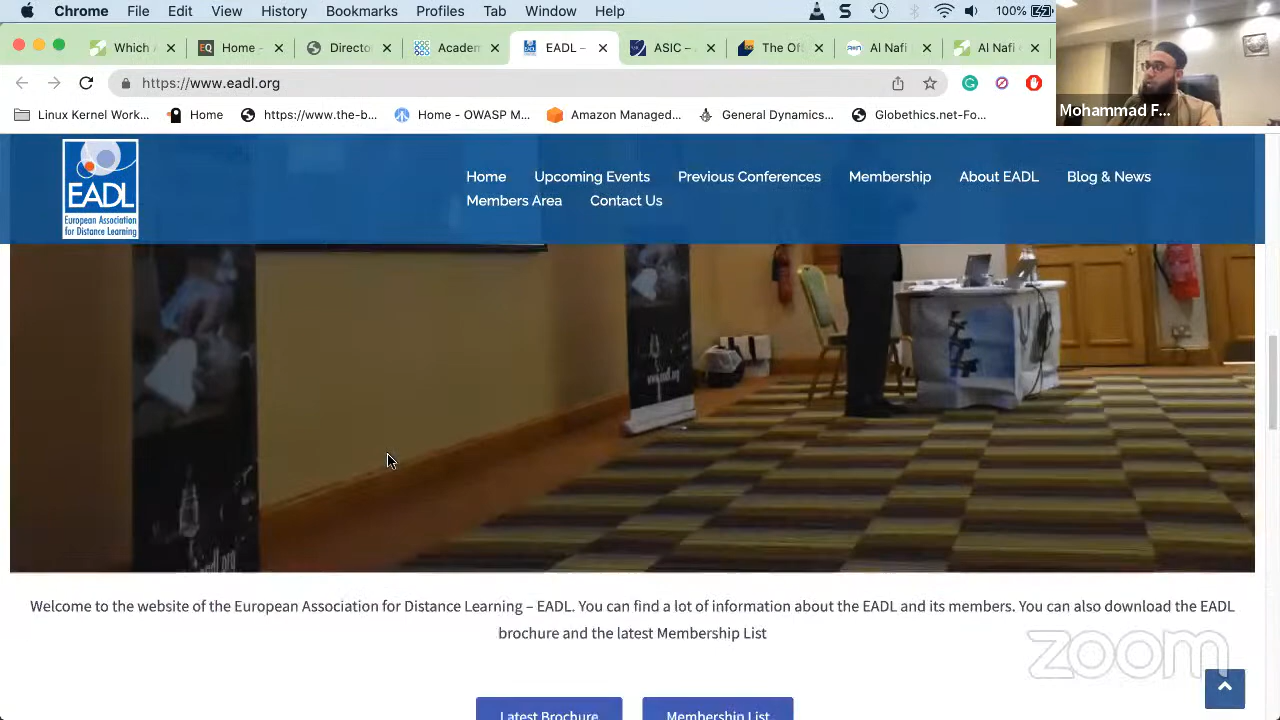 Chrome File Edit View History Bookmarks Profiles Tab Window Help 100%
Which Home - Directo Academ EADL – ASIC – The Of Al Nafi Al Nafi
https://www.eadl.org
Linux Kernel Work... Home https://www.the-b... Home - OWASP M... Amazon Managed... General Dynamics... Globethics.net-Fo...
Mohammad F...
EADL
European Association
for Distance Learning
Home Upcoming Events Previous Conferences Membership About EADL Blog & News
Members Area Contact Us
www.eadl.org
Welcome to the website of the European Association for Distance Learning – EADL. You can find a lot of information about the EADL and its members. You can also download the EADL
brochure and the latest Membership List
zoom
Latest Brochure Membership List